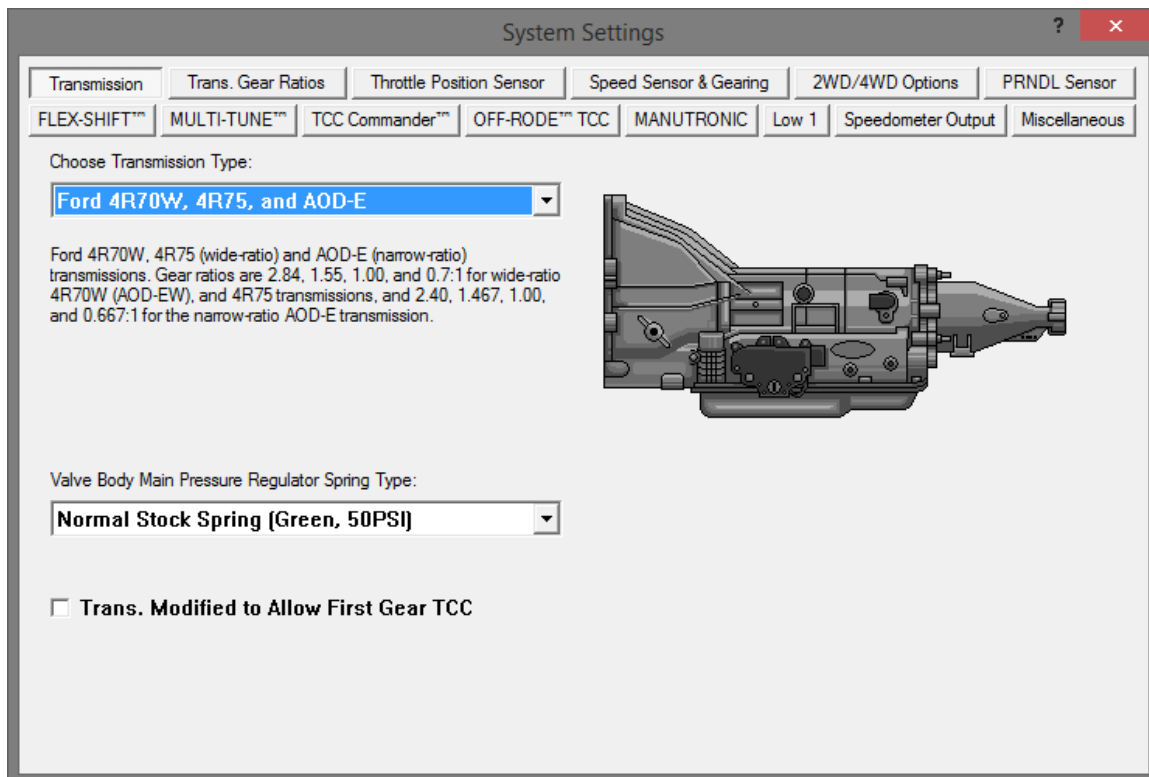 System Settings
?
Transmission
Trans. Gear Ratios
Throttle Position Sensor
Speed Sensor & Gearing
2WD/4WD Options
PRNDL Sensor
FLEX-SHIFT™
MULTI-TUNE™
TCC Commander™
OFF-RODE™ TCC
MANUTRONIC
Low 1
Speedometer Output
Miscellaneous
Choose Transmission Type:
Ford 4R70W, 4R75, and AOD-E
Ford 4R70W, 4R75 (wide-ratio) and AOD-E (narrow-ratio)
transmissions. Gear ratios are 2.84, 1.55, 1.00, and 0.7:1 for wide-ratio
4R70W (AOD-EW), and 4R75 transmissions, and 2.40, 1.467, 1.00,
and 0.667:1 for the narrow-ratio AOD-E transmission.
Valve Body Main Pressure Regulator Spring Type:
Normal Stock Spring (Green, 50PSI)
Trans. Modified to Allow First Gear TCC